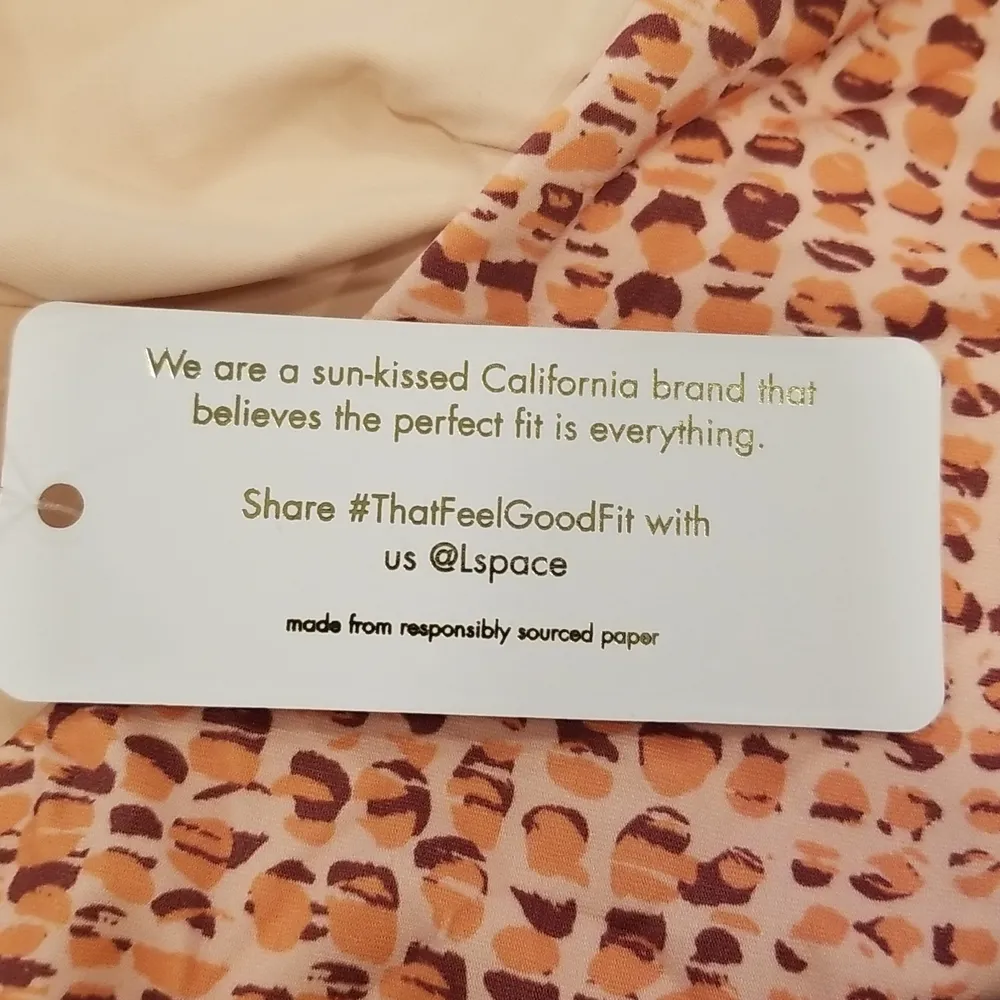 We are a sun-kissed California brand that
believes the perfect fit is everything.
Share #ThatFeelGoodFit with
us @Lspace
made from responsibly sourced paper